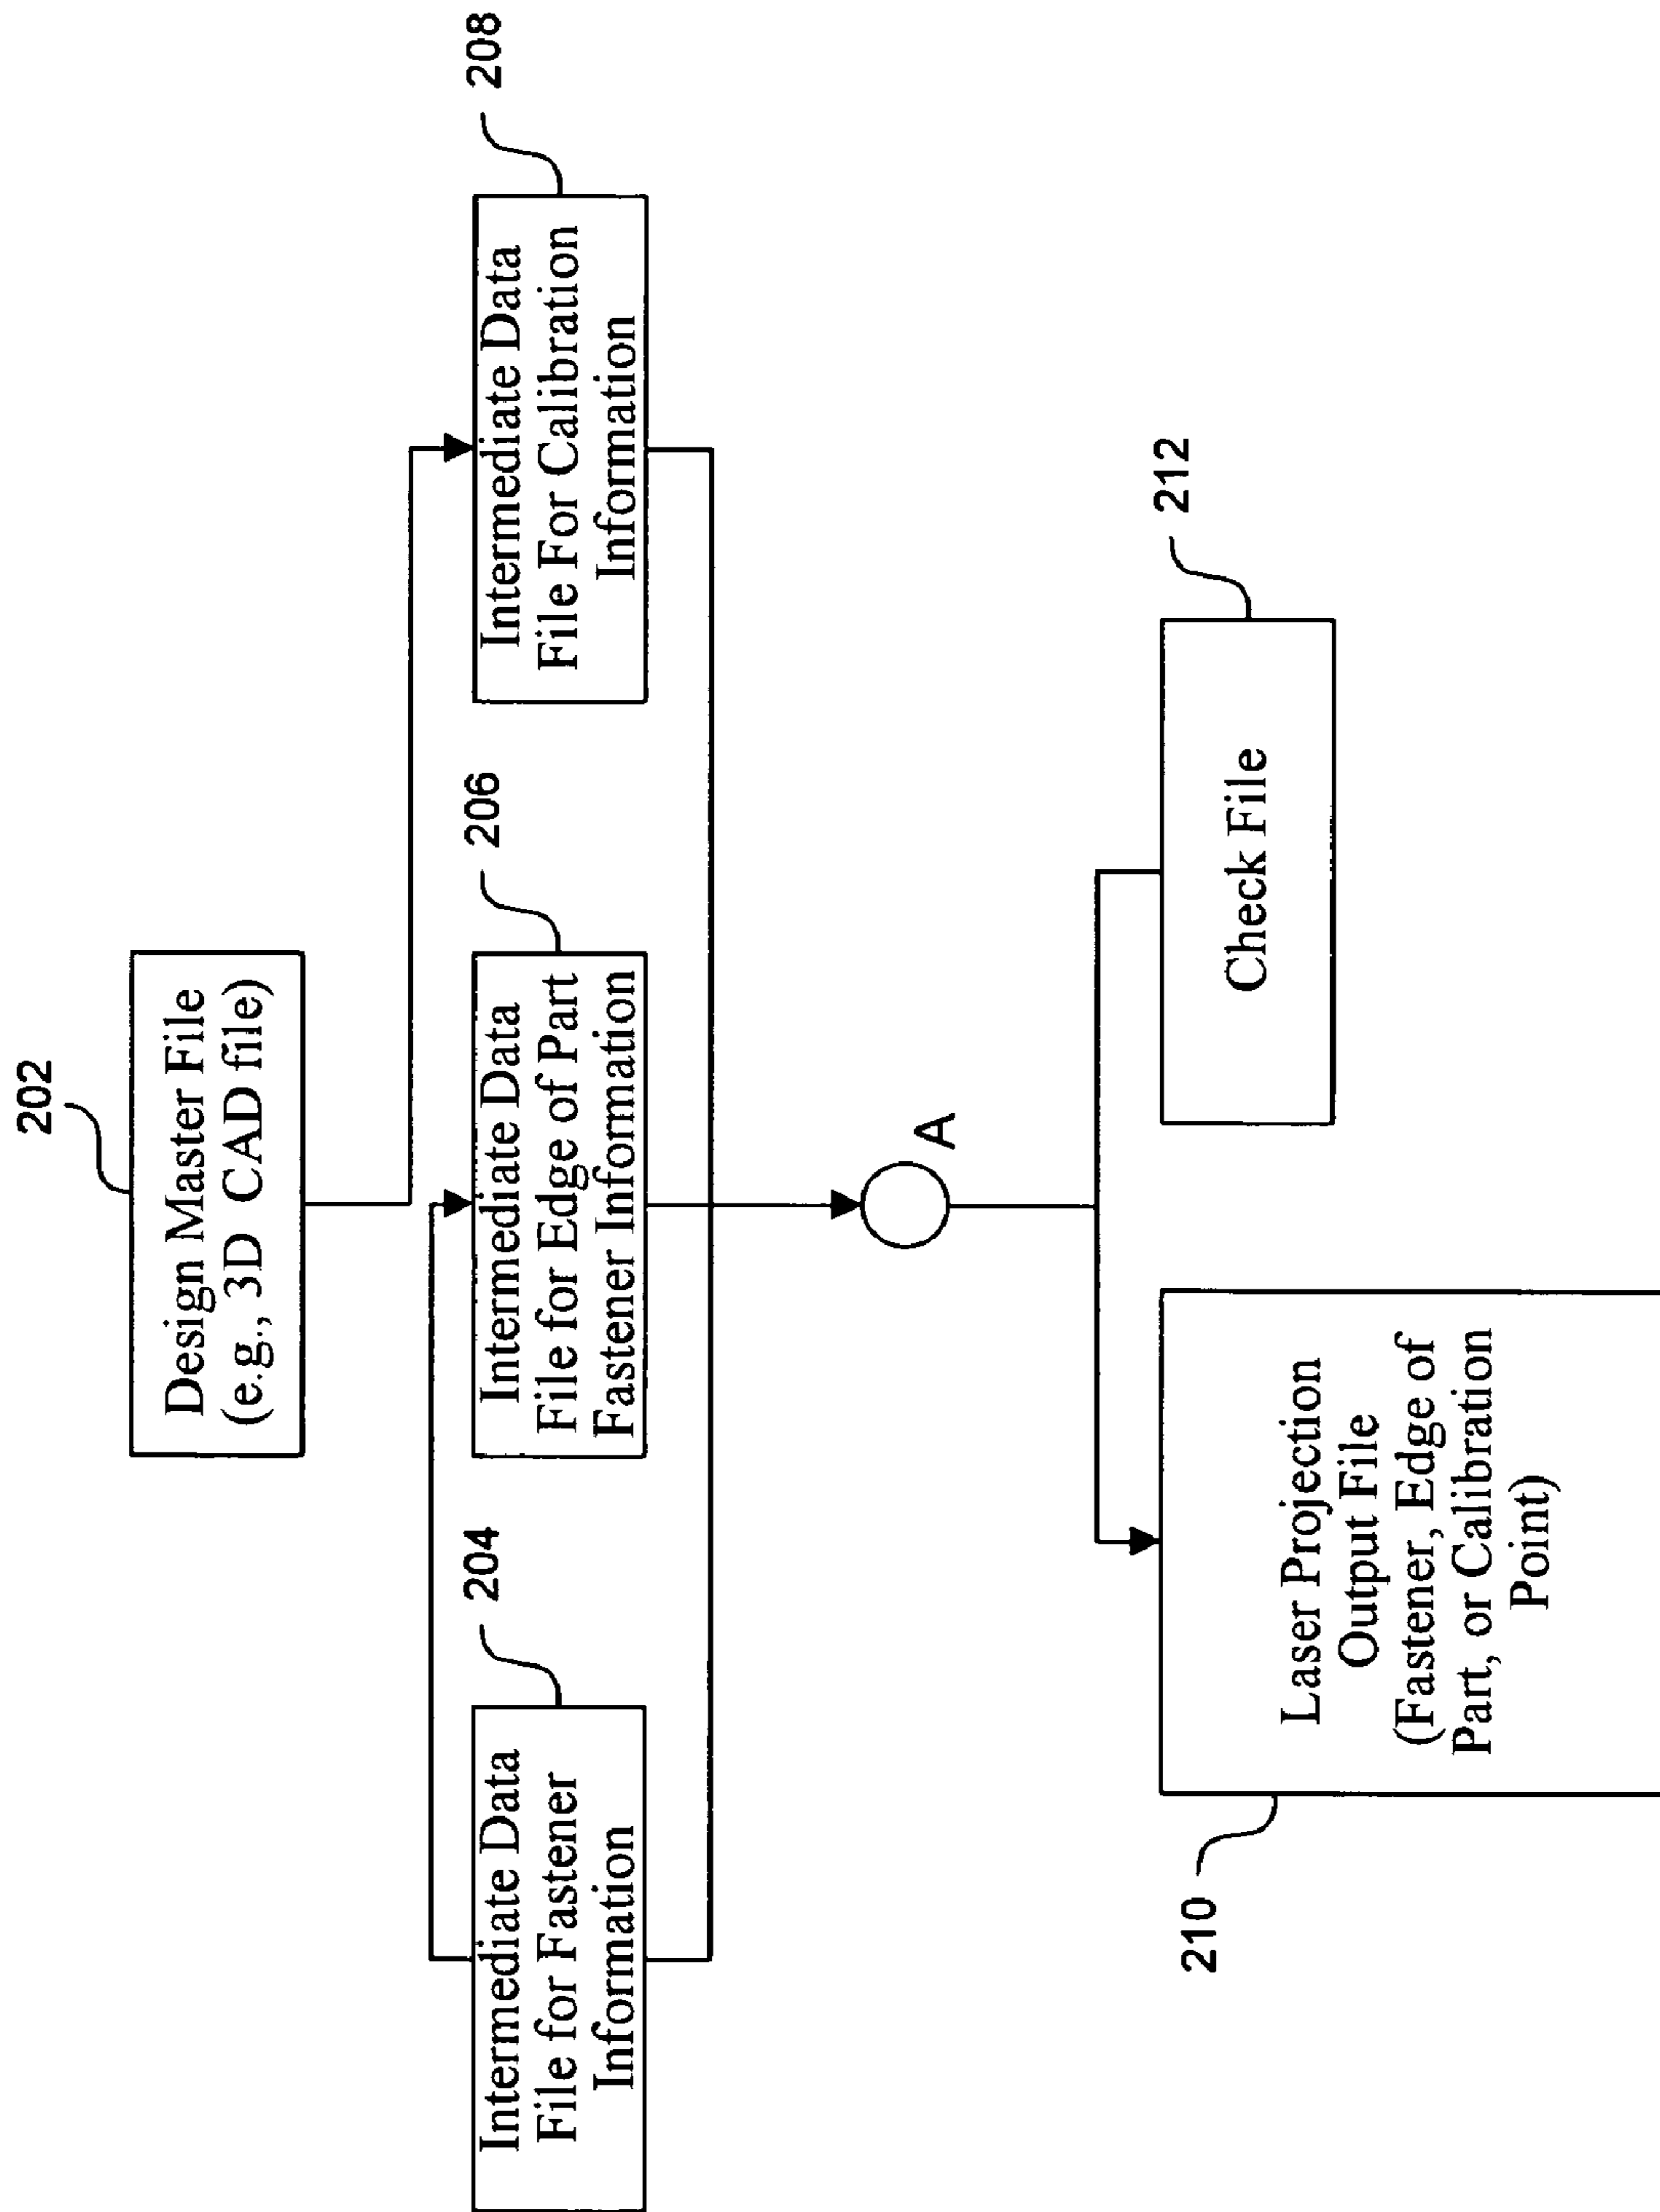 202
Design Master File
(e.g., 3D CAD file)
204
Intermediate Data
File for Fastener
Information
206
Intermediate Data
File for Edge of Part
Fastener Information
208
Intermediate Data
File For Calibration
Information
A
210
Laser Projection
Output File
(Fastener, Edge of
Part, or Calibration
Point)
212
Check File